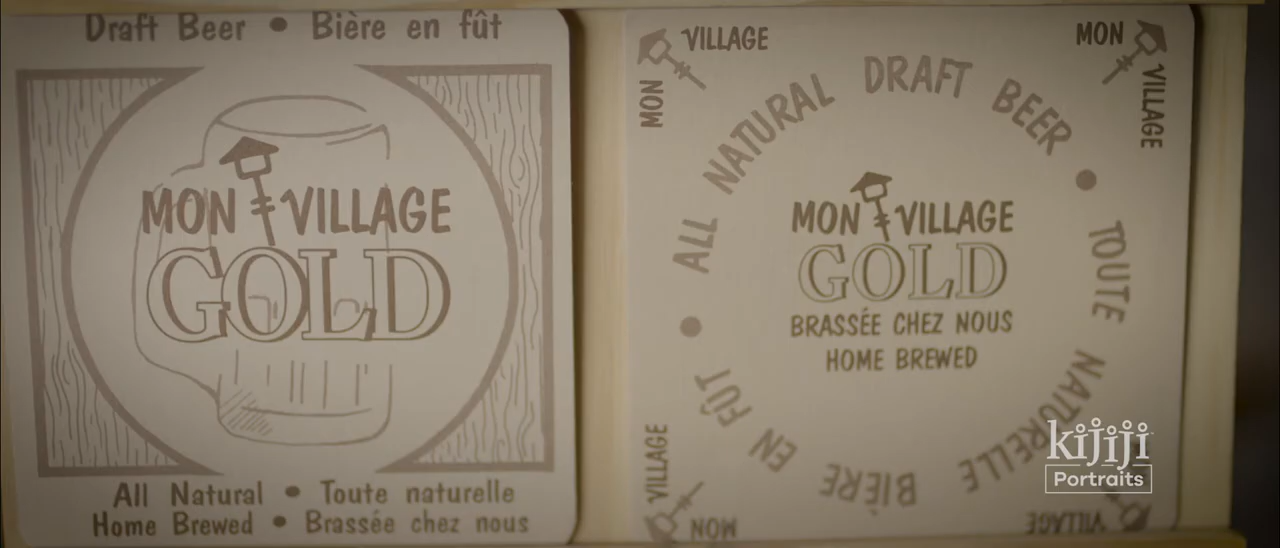 Draft Beer • Bière en fût
MON VILLAGE
GOLD
All Natural • Toute naturelle
Home Brewed • Brassée chez nous
MON VILLAGE
MON VILLAGE
ALL NATURAL DRAFT BEER • TOUTE NATURELLE BIÈRE EN FÛT •
MON VILLAGE
GOLD
BRASSÉE CHEZ NOUS
HOME BREWED
MON VILLAGE
MON VILLAGE
kijiji
Portraits